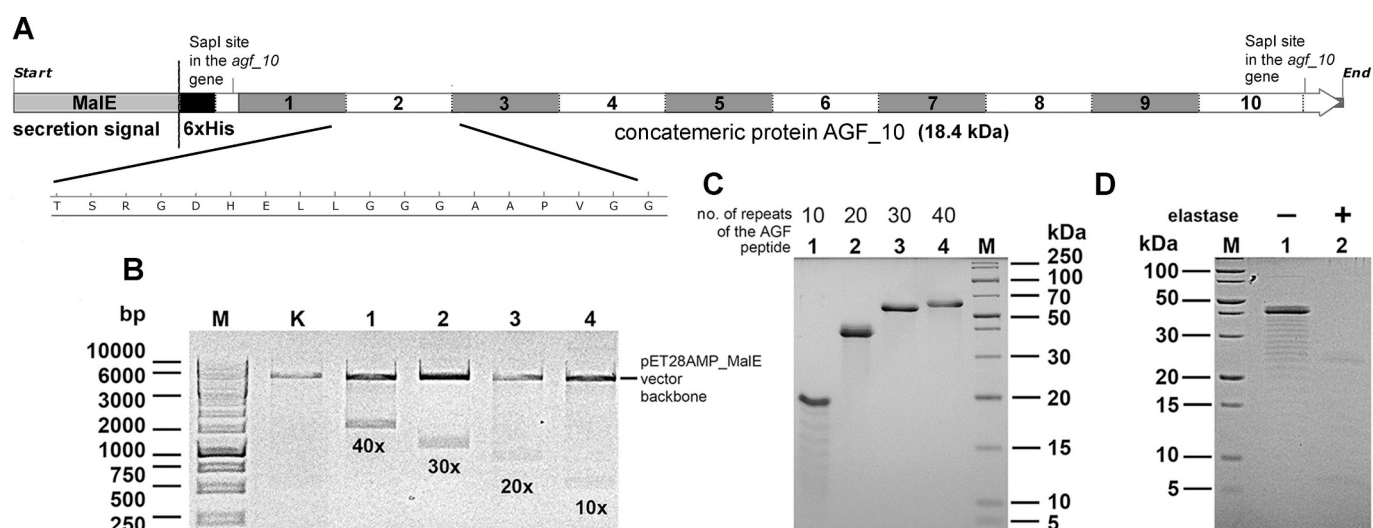 A
SapI site
in the agf_10
gene
SapI site
in the agf_10
gene
Start
End
MalE
1 2 3 4 5 6 7 8 9 10
secretion signal
6xHis
concatemeric protein AGF_10 (18.4 kDa)
T S R G D H E L L G G G A A P V G G
B
bp
M K 1 2 3 4
10000
6000
3000
2000
1000
750
500
250
40x
30x
20x
10x
pET28AMP_MalE
vector
backbone
C
no. of repeats 10 20 30 40
of the AGF
peptide 1 2 3 4 M
kDa
250
100
70
50
30
20
15
10
5
D
elastase − +
kDa M 1 2
100
50
30
20
15
10
5